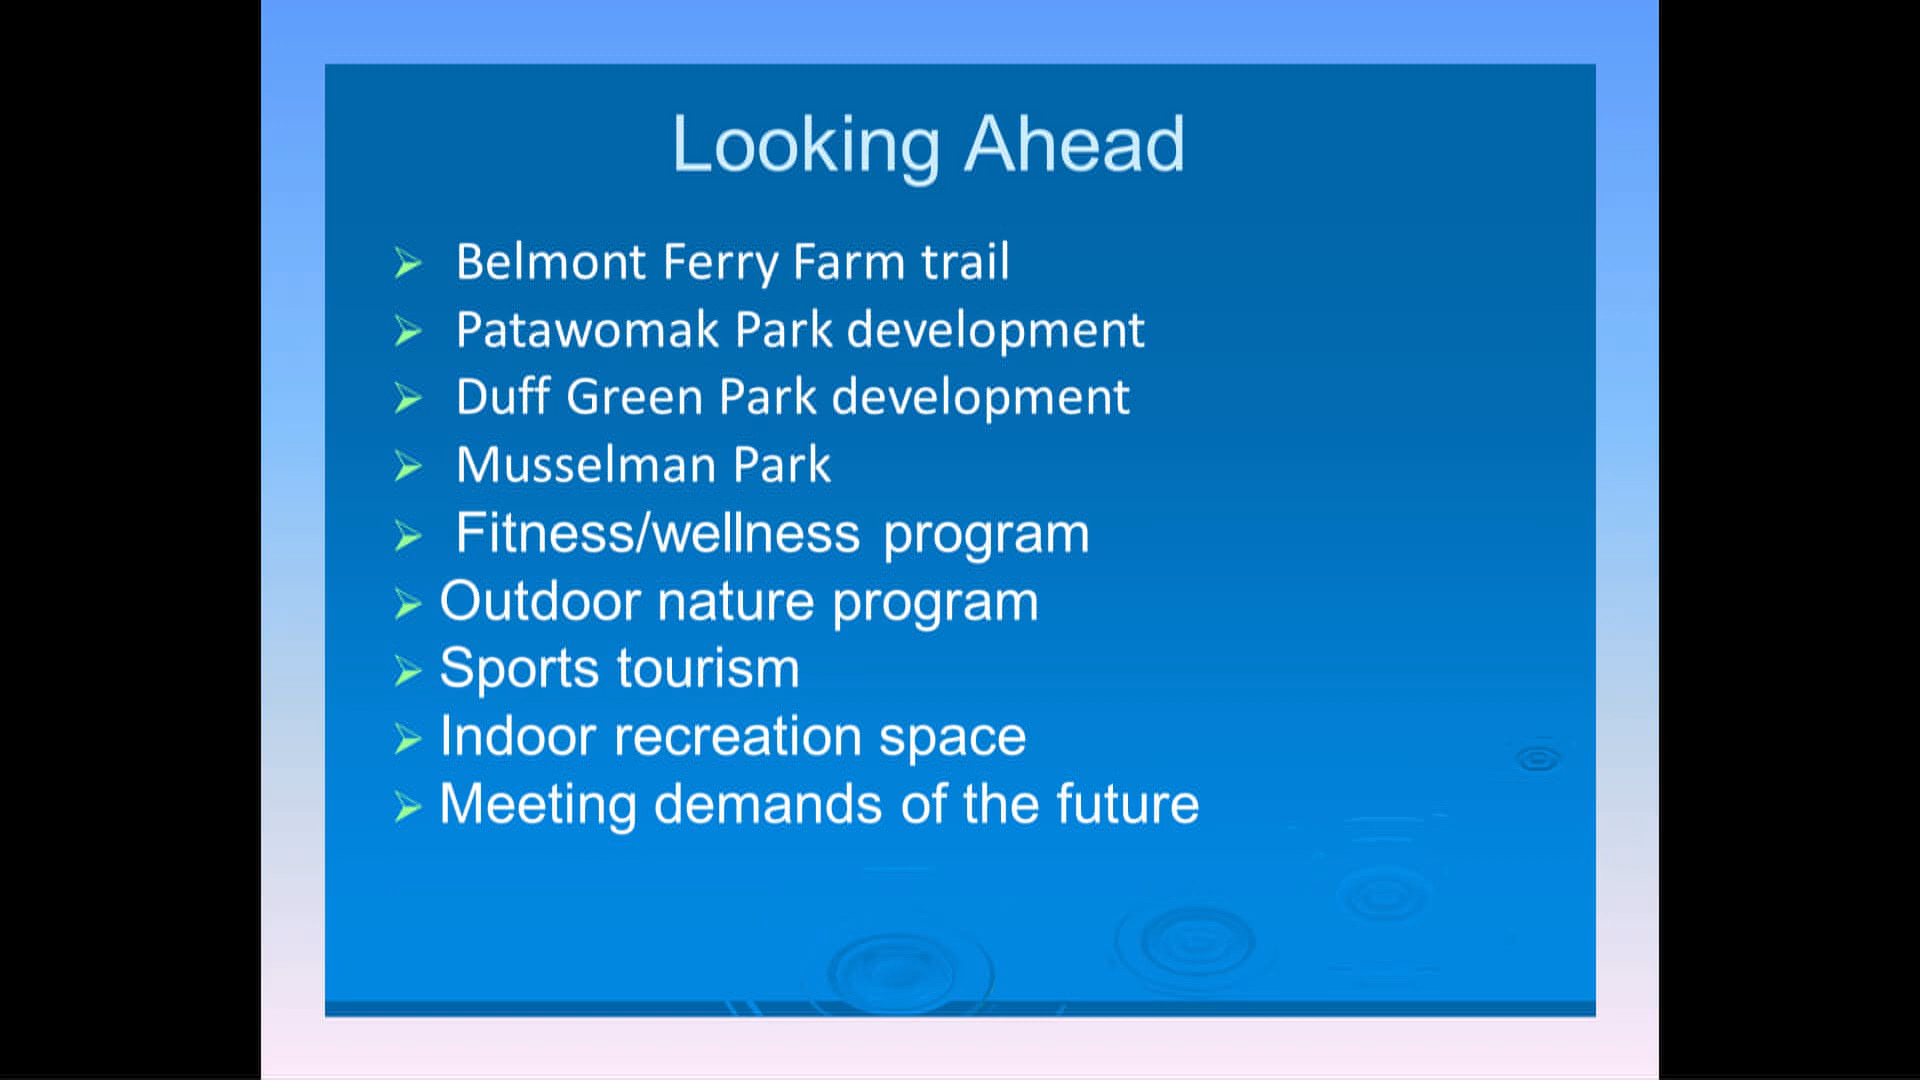 Looking Ahead
Belmont Ferry Farm trail
Patawomak Park development
Duff Green Park development
Musselman Park
Fitness/wellness program
Outdoor nature program
Sports tourism
Indoor recreation space
Meeting demands of the future